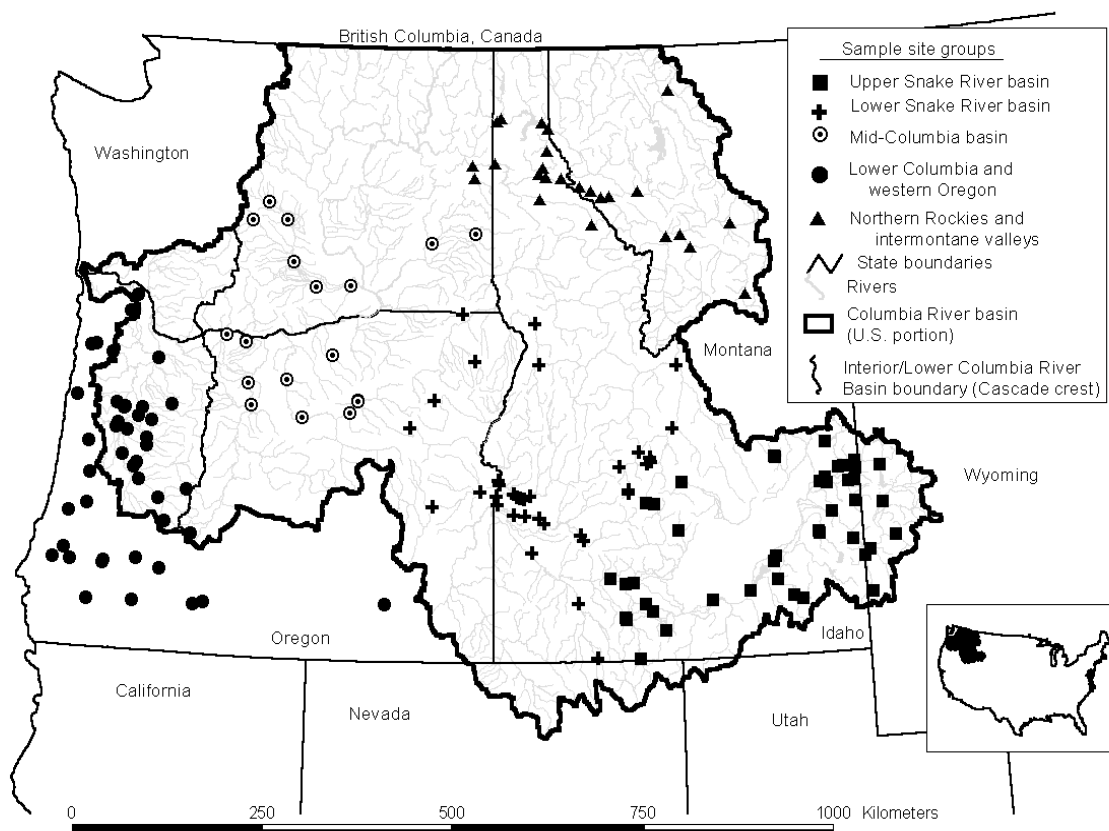 British Columbia, Canada
Washington
Montana
Wyoming
Oregon
Idaho
California
Nevada
Utah
Sample site groups
Upper Snake River basin
Lower Snake River basin
Mid-Columbia basin
Lower Columbia and
western Oregon
Northern Rockies and
intermontane valleys
State boundaries
Rivers
Columbia River basin
(U.S. portion)
Interior/Lower Columbia River
Basin boundary (Cascade crest)
0 250 500 750 1000 Kilometers